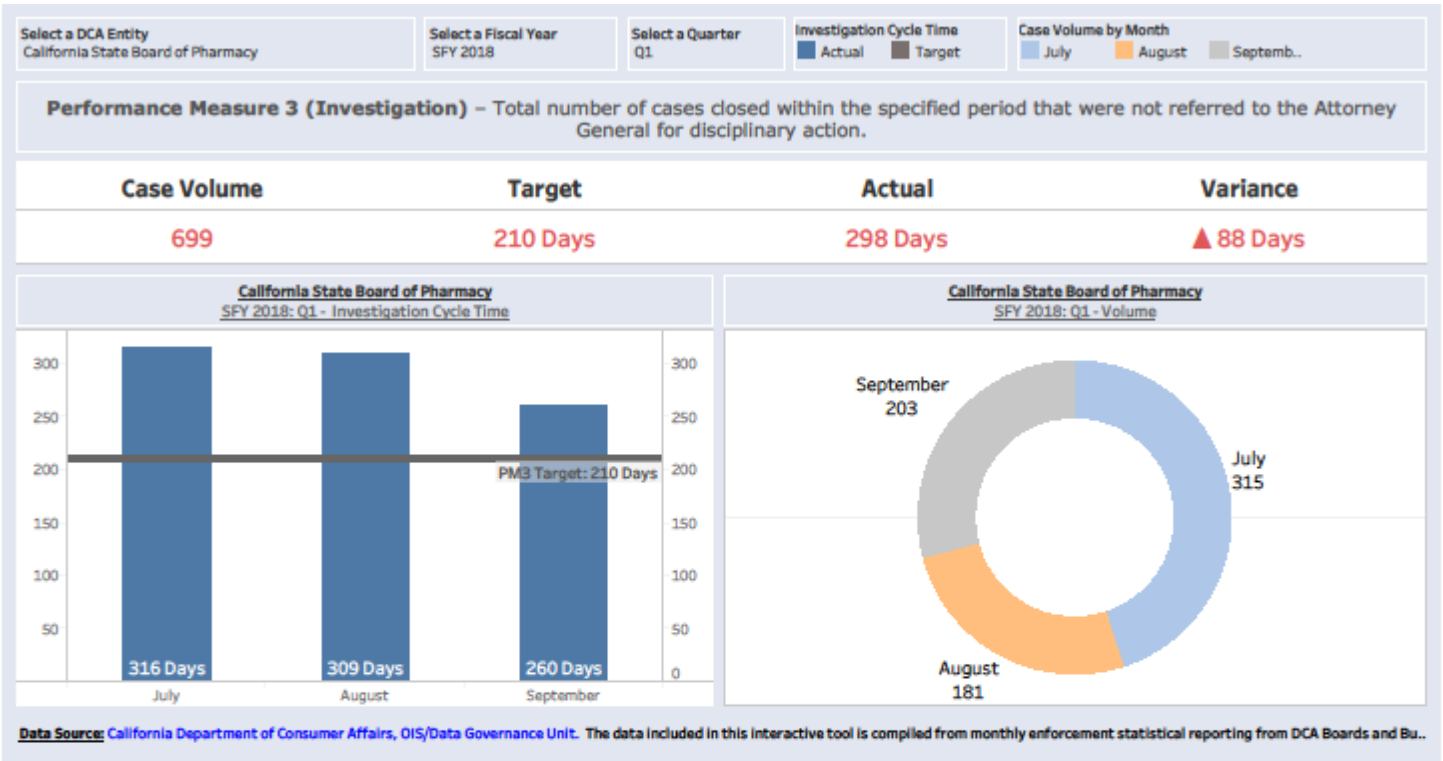 Select a DCA Entity
California State Board of Pharmacy
Select a Fiscal Year
SFY 2018
Select a Quarter
Q1
Investigation Cycle Time
Actual Target
Case Volume by Month
July August Septemb..
Performance Measure 3 (Investigation) – Total number of cases closed within the specified period that were not referred to the Attorney
General for disciplinary action.
Case Volume Target Actual Variance
699 210 Days 298 Days ▲ 88 Days
California State Board of Pharmacy
SFY 2018: Q1 - Investigation Cycle Time
300 300
250 250
200 200
PM3 Target: 210 Days
150 150
100 100
50 50
0
316 Days 309 Days 260 Days
July August September
California State Board of Pharmacy
SFY 2018: Q1 - Volume
September
203
July
315
August
181
Data Source: California Department of Consumer Affairs, OIS/Data Governance Unit. The data included in this interactive tool is compiled from monthly enforcement statistical reporting from DCA Boards and Bu..